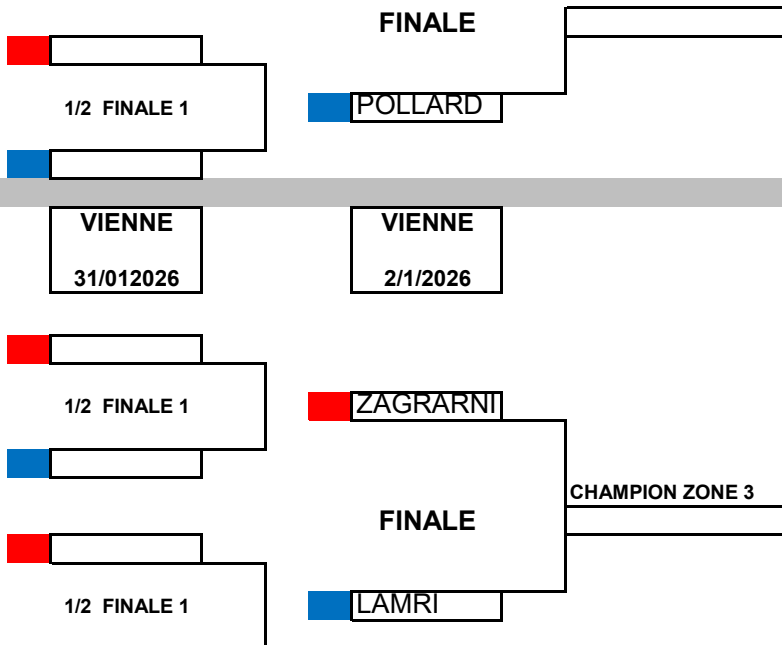 FINALE
1/2 FINALE 1
POLLARD
VIENNE
31/012026
VIENNE
2/1/2026
1/2 FINALE 1
ZAGRARNI
CHAMPION ZONE 3
FINALE
1/2 FINALE 1
LAMRI